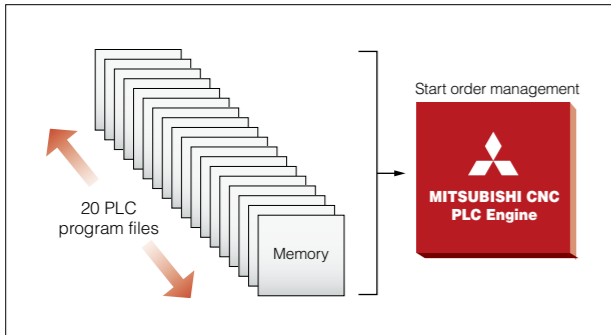 Start order management
MITSUBISHI CNC
PLC Engine
20 PLC
program files
Memory